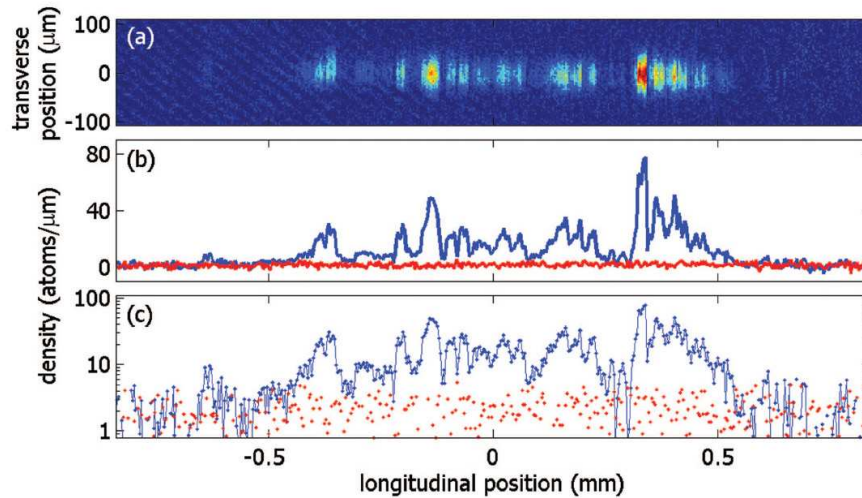 100
(a)
0
-100
transverse
position (μm)
80
(b)
40
0
density (atoms/μm)
100
(c)
10
1
-0.5
0
0.5
longitudinal position (mm)